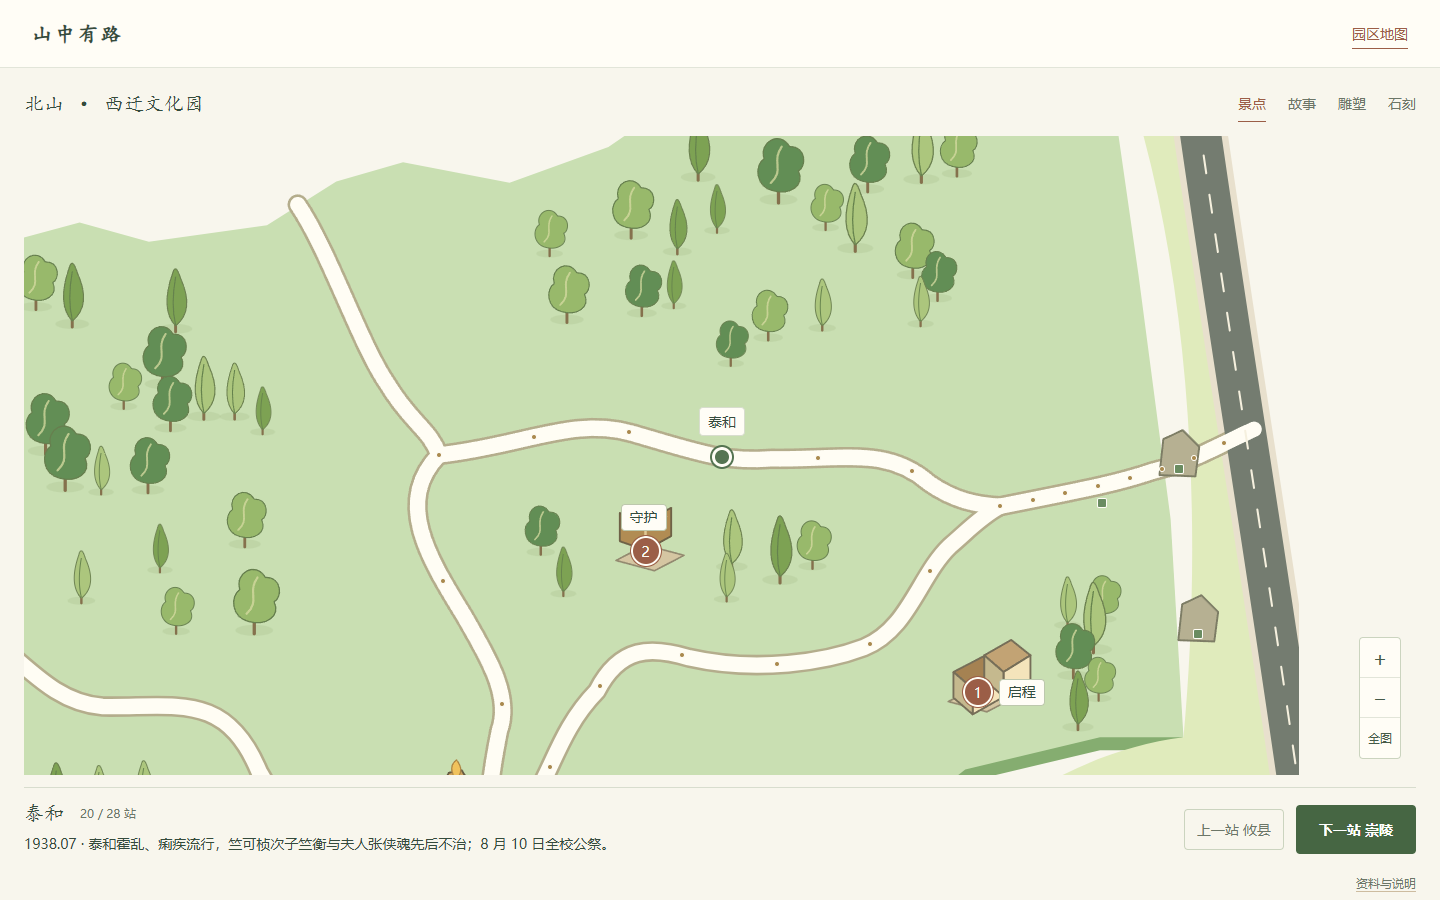 山中有路
园区地图
北山 • 西迁文化园
景点 故事 雕塑 石刻
泰和
守护
2
1 启程
+
−
全图
泰和 20 / 28 站
1938.07 · 泰和霍乱、痢疾流行，竺可桢次子竺衡与夫人张侠魂先后不治；8 月 10 日全校公祭。
上一站 攸县
下一站 崇陵
资料与说明